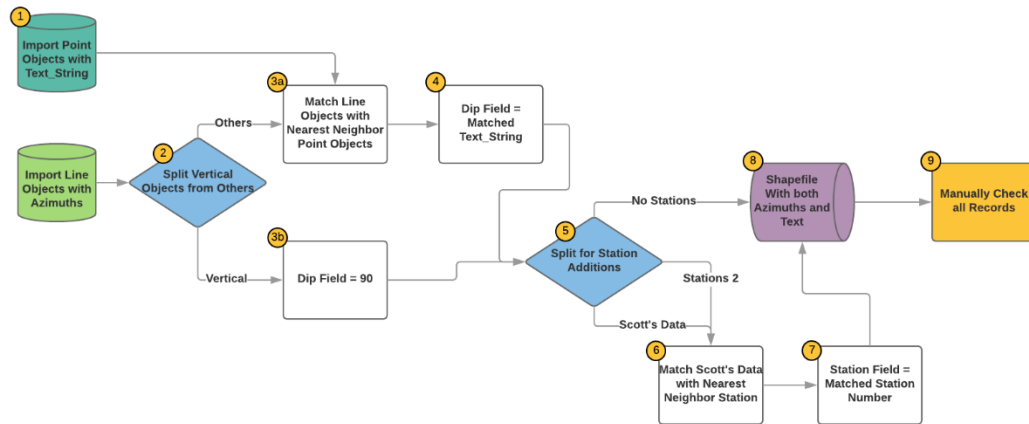 1
Import Point
Objects with
Text_String
Import Line
Objects with
Azimuths
2
Split Vertical
Objects from Others
Others
Vertical
3a
Match Line
Objects with
Nearest Neighbor
Point Objects
3b
Dip Field = 90
4
Dip Field =
Matched
Text_String
5
Split for Station
Additions
No Stations
Stations 2
Scott's Data
6
Match Scott's Data
with Nearest
Neighbor Station
7
Station Field =
Matched Station
Number
8
Shapefile
With both
Azimuths and
Text
9
Manually Check
all Records